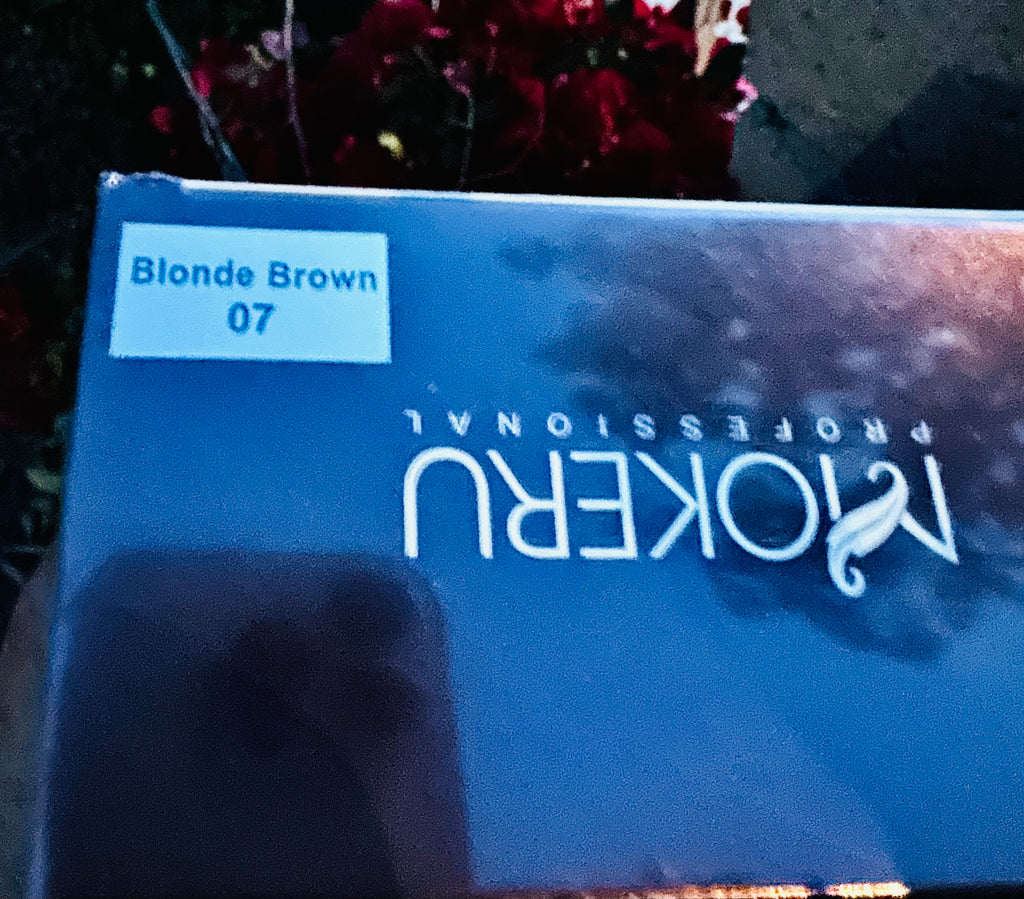 Blonde Brown
07
MOKERU
PROFESSIONAL